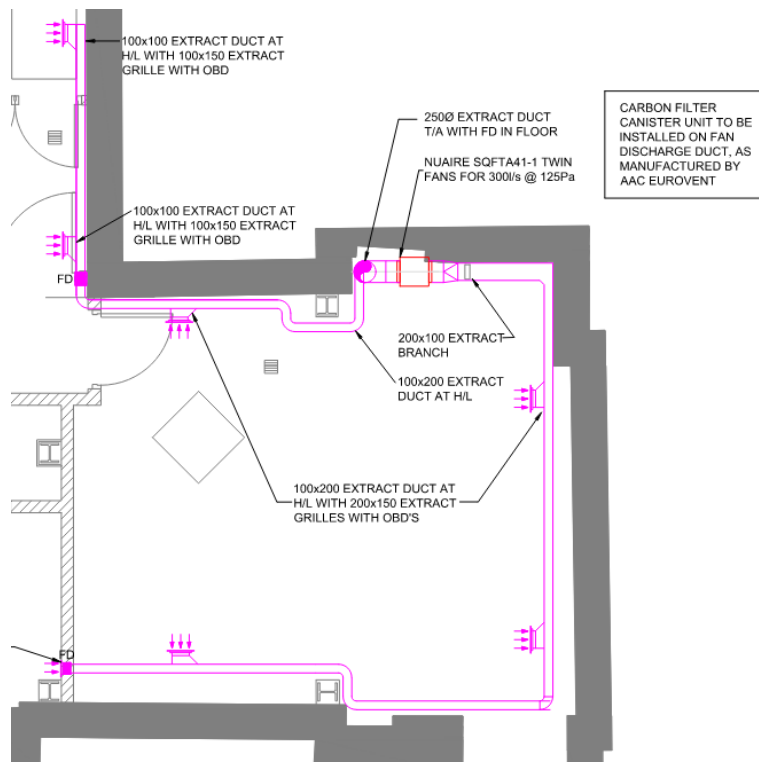 100x100 EXTRACT DUCT AT
H/L WITH 100x150 EXTRACT
GRILLE WITH OBD
250Ø EXTRACT DUCT
T/A WITH FD IN FLOOR
NUAIRE SQFTA41-1 TWIN
FANS FOR 300l/s @ 125Pa
CARBON FILTER
CANISTER UNIT TO BE
INSTALLED ON FAN
DISCHARGE DUCT, AS
MANUFACTURED BY
AAC EUROVENT
100x100 EXTRACT DUCT AT
H/L WITH 100x150 EXTRACT
GRILLE WITH OBD
FD
200x100 EXTRACT
BRANCH
100x200 EXTRACT
DUCT AT H/L
100x200 EXTRACT DUCT AT
H/L WITH 200x150 EXTRACT
GRILLES WITH OBD'S
FD